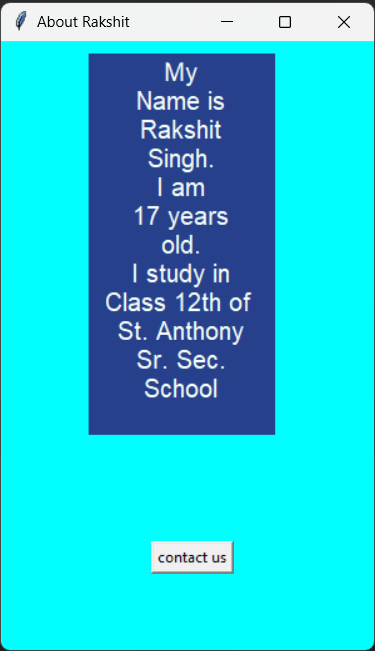 About Rakshit
My
Name is
Rakshit
Singh.
I am
17 years
old.
I study in
Class 12th of
St. Anthony
Sr. Sec.
School
contact us